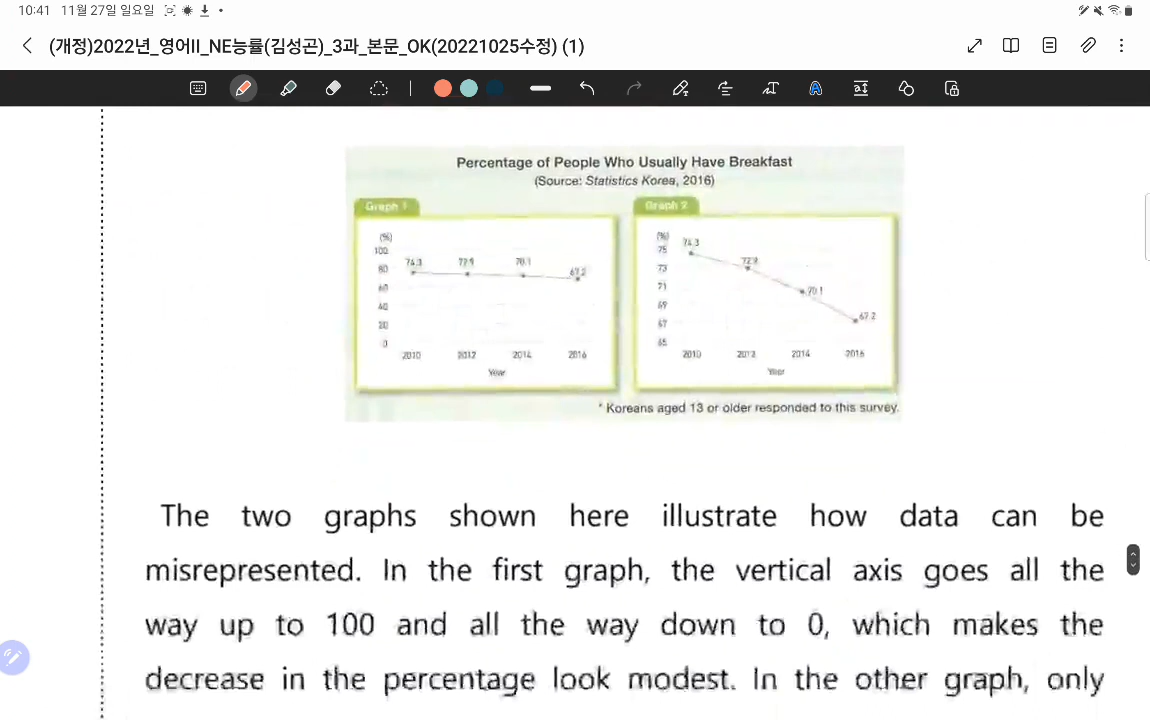 10:41 11월 27일 일요일
(개정)2022년_영어II_NE능률(김성곤)_3과_본문_OK(20221025수정) (1)
Percentage of People Who Usually Have Breakfast
(Source: Statistics Korea, 2016)
Graph 1
(%)
100
80
60
40
20
0
74.3 72.9 70.1 67.2
2010 2012 2014 2016
Year
Graph 2
(%)
75
73
71
69
67
65
74.3
72.9
70.1
67.2
2010 2012 2014 2016
Year
* Koreans aged 13 or older responded to this survey.
The two graphs shown here illustrate how data can be
misrepresented. In the first graph, the vertical axis goes all the
way up to 100 and all the way down to 0, which makes the
decrease in the percentage look modest. In the other graph, only